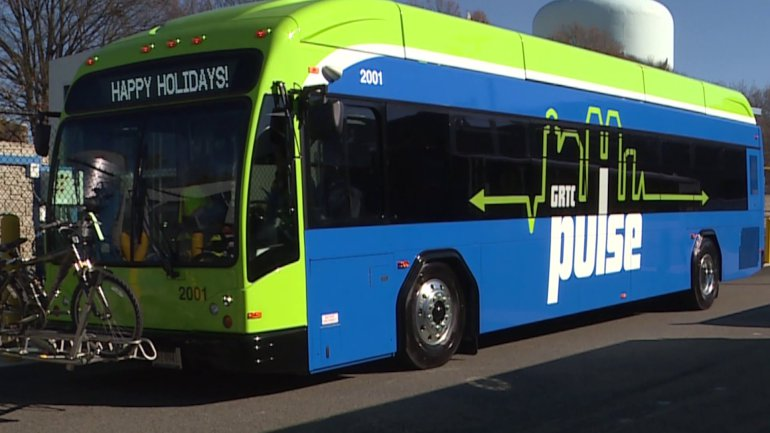 HAPPY HOLIDAYS!
2001
2001
GRTC
pulse